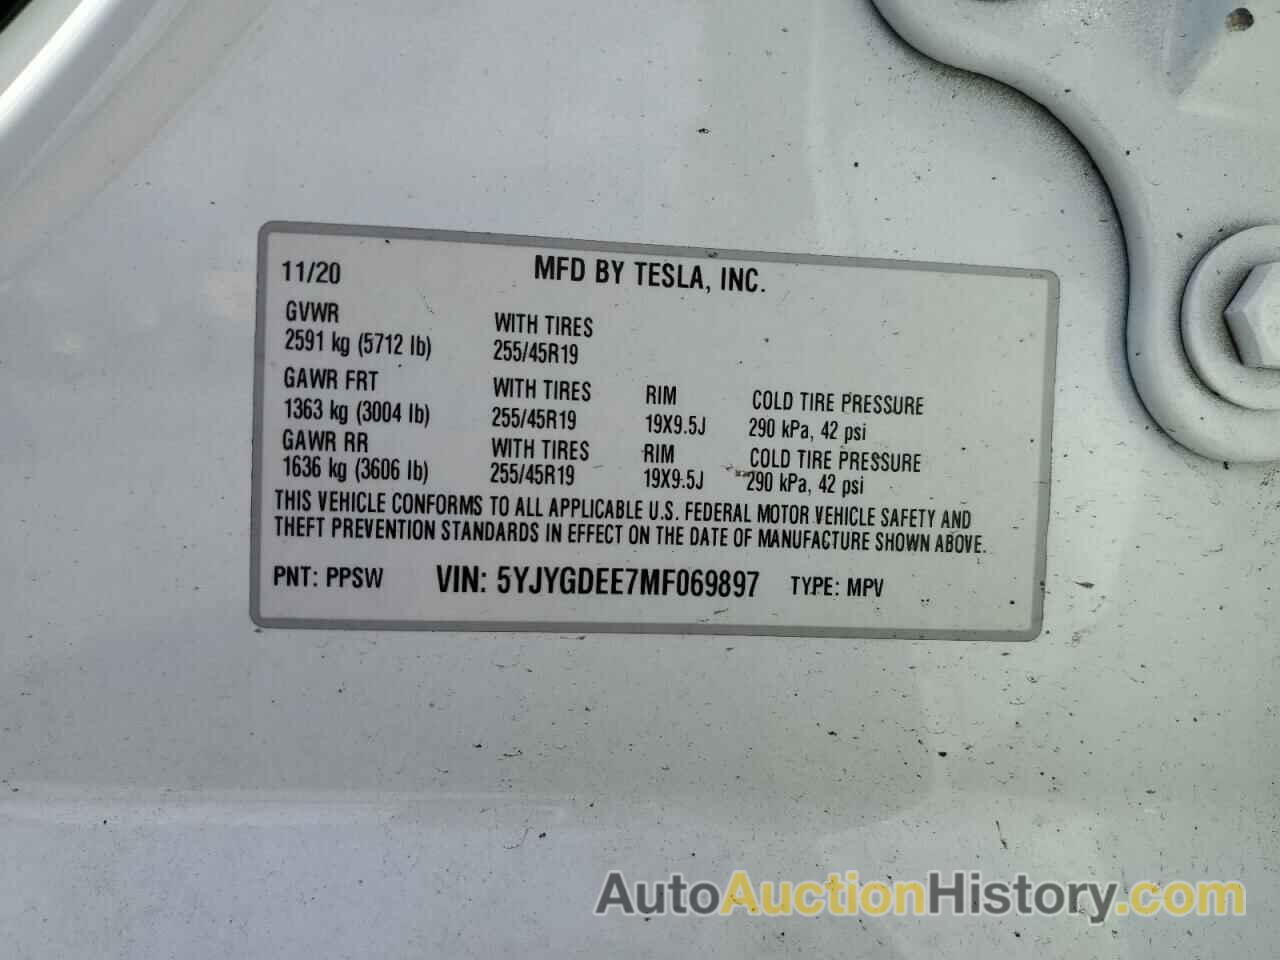 11/20 MFD BY TESLA, INC.
GVWR
2591 kg (5712 lb) WITH TIRES
255/45R19
GAWR FRT WITH TIRES RIM COLD TIRE PRESSURE
1363 kg (3004 lb) 255/45R19 19X9.5J 290 kPa, 42 psi
GAWR RR WITH TIRES RIM COLD TIRE PRESSURE
1636 kg (3606 lb) 255/45R19 19X9.5J 290 kPa, 42 psi
THIS VEHICLE CONFORMS TO ALL APPLICABLE U.S. FEDERAL MOTOR VEHICLE SAFETY AND
THEFT PREVENTION STANDARDS IN EFFECT ON THE DATE OF MANUFACTURE SHOWN ABOVE.
PNT: PPSW VIN: 5YJYGDEE7MF069897 TYPE: MPV
AutoAuctionHistory.com